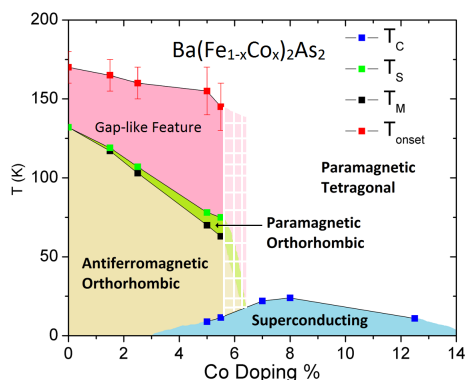 Ba(Fe1-xCox)2As2
TC
TS
TM
Tonset
Gap-like Feature
Paramagnetic
Tetragonal
Paramagnetic
Orthorhombic
Antiferromagnetic
Orthorhombic
Superconducting
T (K)
200
150
100
50
0
0 2 4 6 8 10 12 14
Co Doping %